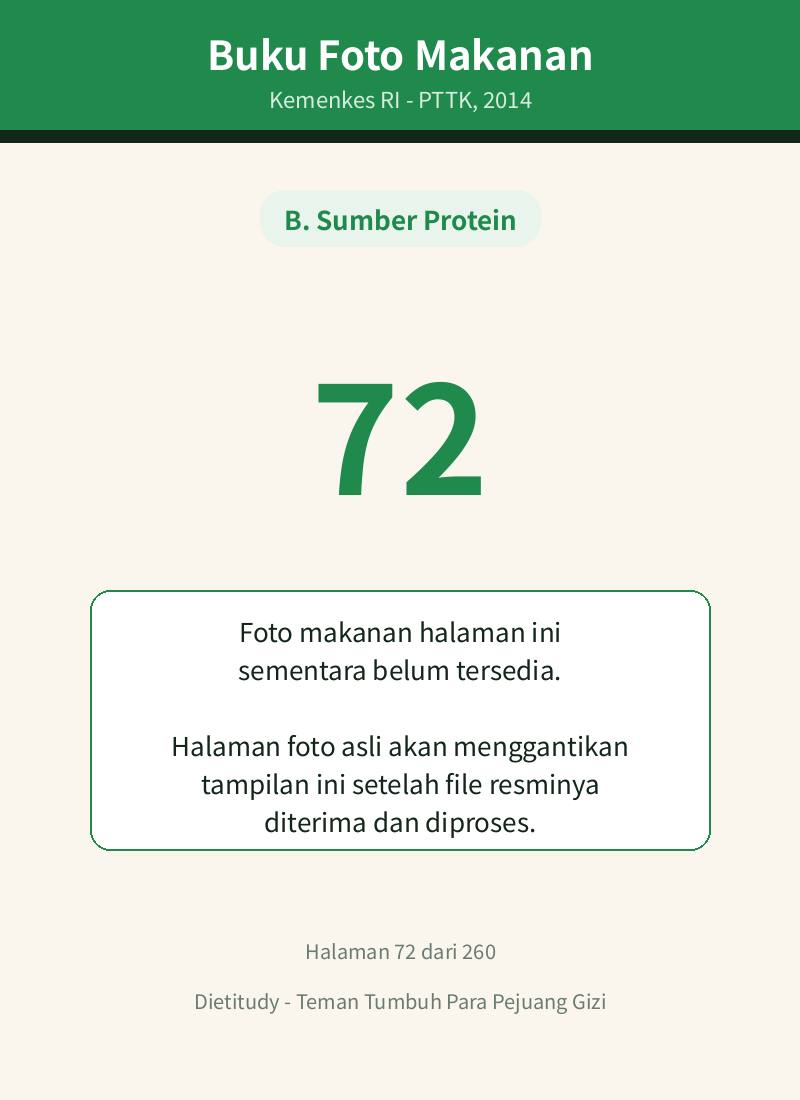 Buku Foto Makanan
Kemenkes RI - PTTK, 2014
B. Sumber Protein
72
Foto makanan halaman ini
sementara belum tersedia.
Halaman foto asli akan menggantikan
tampilan ini setelah file resminya
diterima dan diproses.
Halaman 72 dari 260
Dietitudy - Teman Tumbuh Para Pejuang Gizi